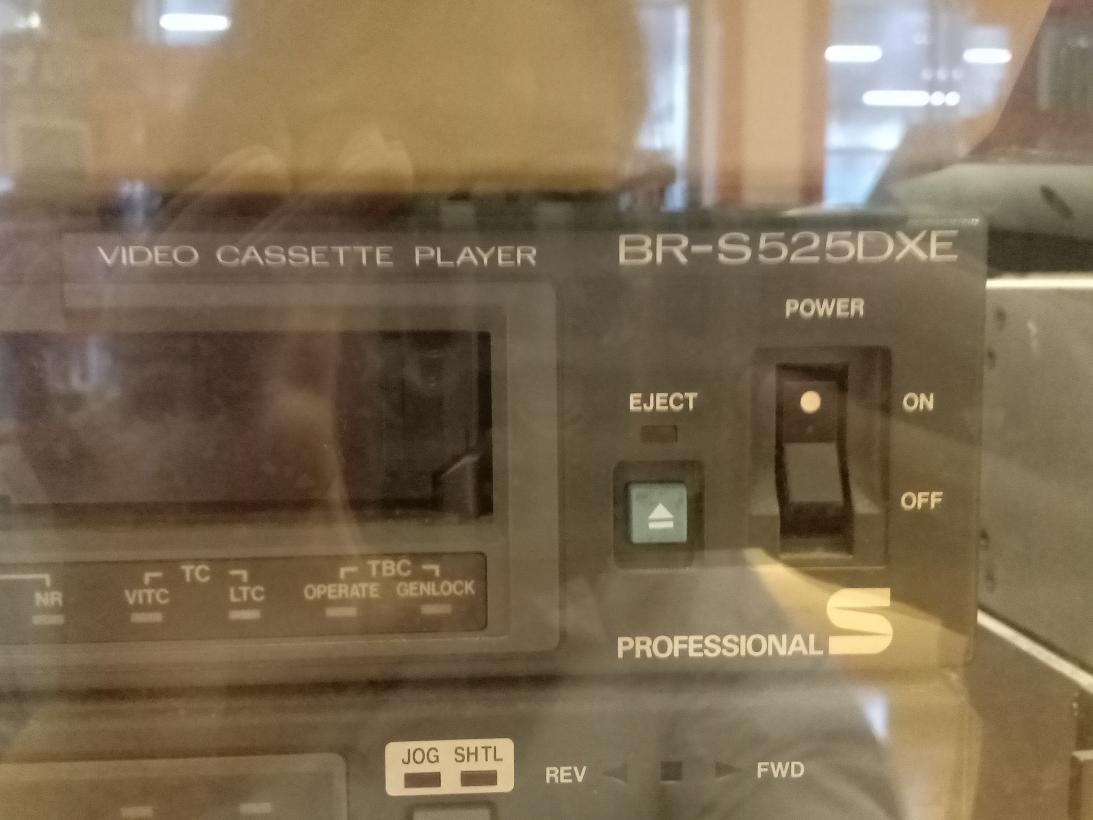 VIDEO CASSETTE PLAYER
BR-S525DXE
POWER
EJECT
ON
OFF
TC
TBC
NR
VITC
LTC
OPERATE
GENLOCK
PROFESSIONAL S
JOG SHTL
REV
FWD